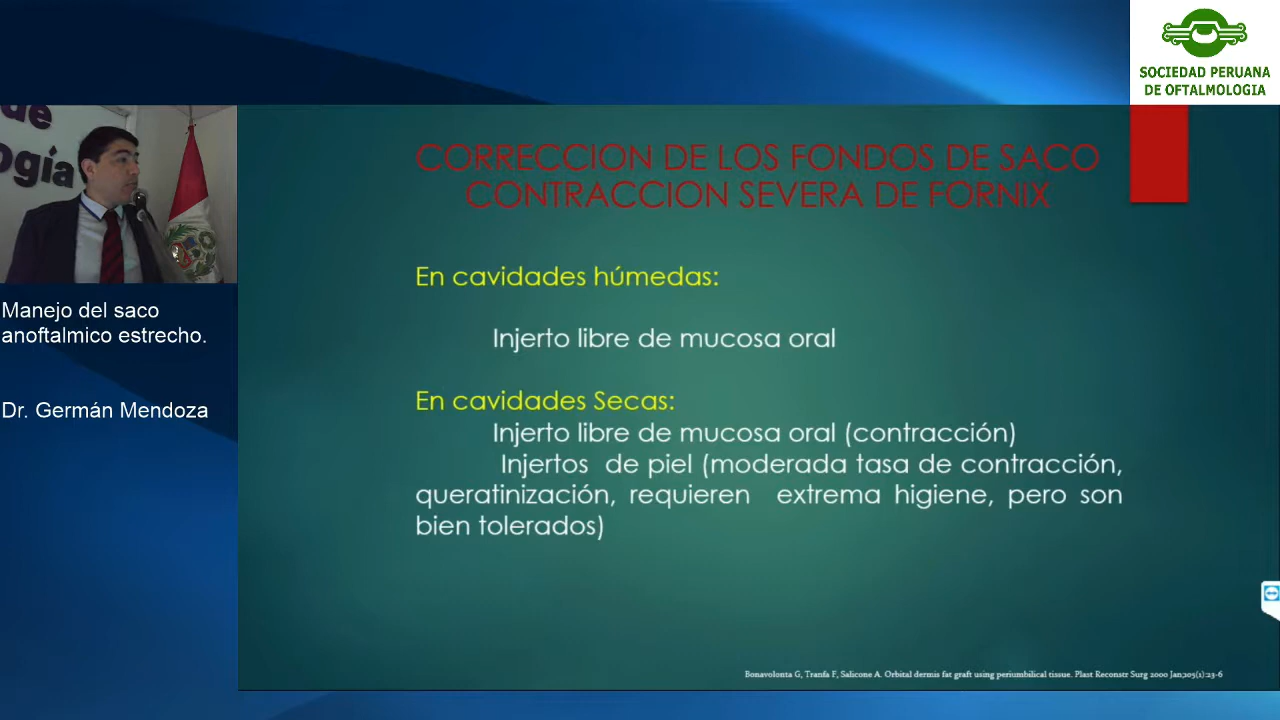 SOCIEDAD PERUANA
DE OFTALMOLOGIA
de
ogía
Manejo del saco
anoftalmico estrecho.
Dr. Germán Mendoza
CORRECCION DE LOS FONDOS DE SACO
CONTRACCION SEVERA DE FORNIX
En cavidades húmedas:
Injerto libre de mucosa oral
En cavidades Secas:
Injerto libre de mucosa oral (contracción)
Injertos de piel (moderada tasa de contracción,
queratinización, requieren extrema higiene, pero son
bien tolerados)
Bonavolonta G, Tranfa F, Salicone A. Orbital dermis fat graft using periumbilical tissue. Plast Reconstr Surg 2000 Jan;105(1):23-6